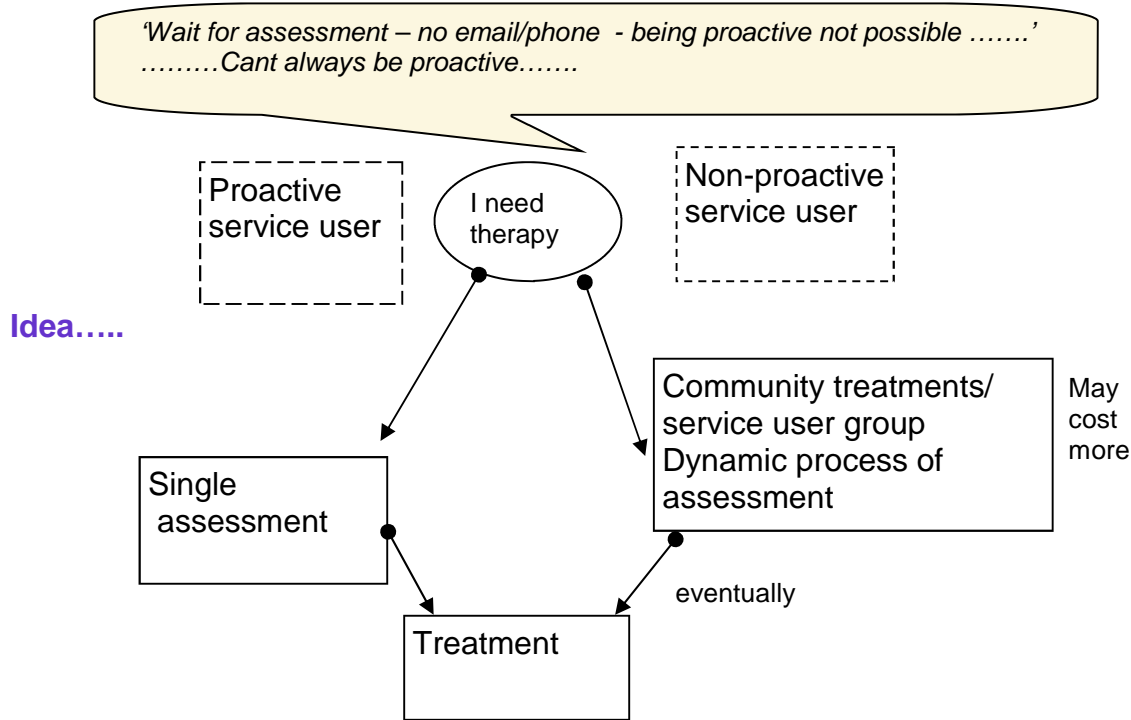 ‘Wait for assessment – no email/phone - being proactive not possible …….’
………Cant always be proactive…….
Proactive
service user
I need
therapy
Non-proactive
service user
Idea…..
Single
assessment
Community treatments/
service user group
Dynamic process of
assessment
May
cost
more
eventually
Treatment